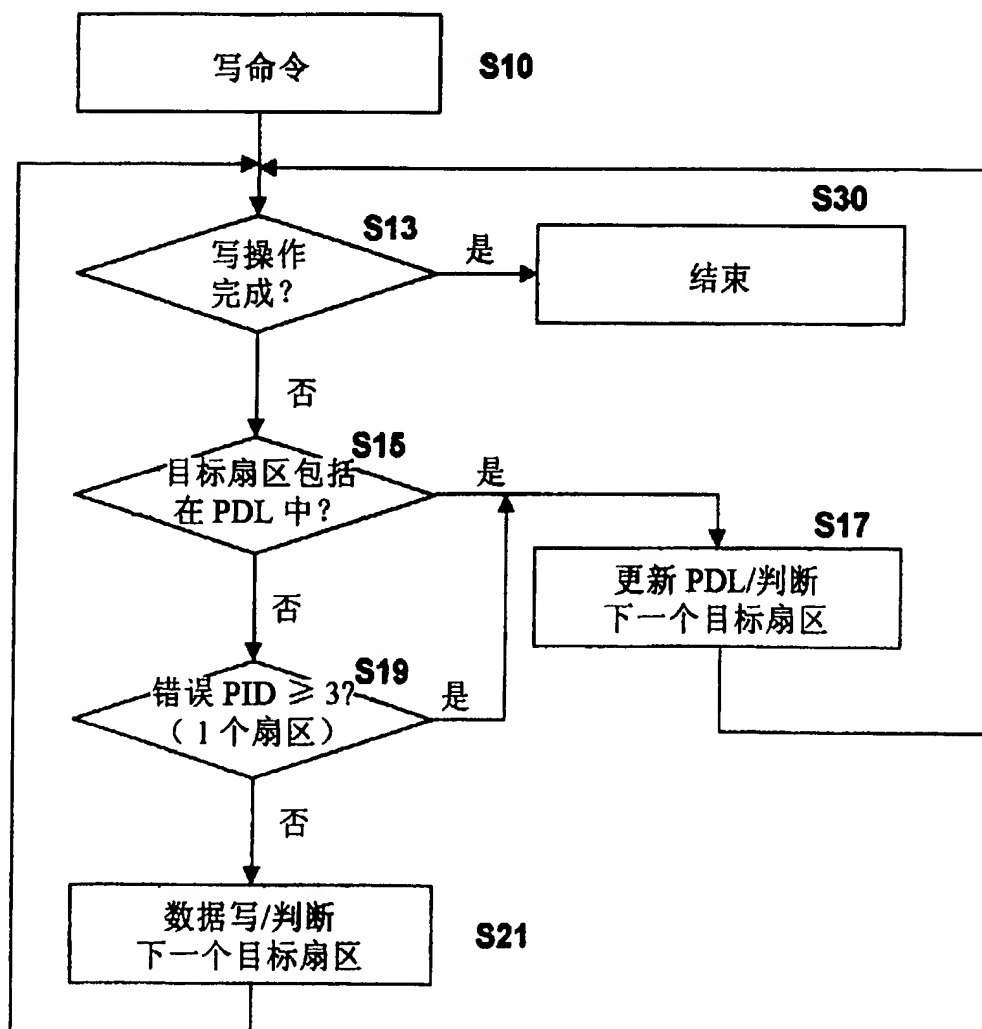 写命令
S10
S30
S13
是
写操作
完成?
结束
否
S15
目标扇区包括
在 PDL 中?
是
S17
更新 PDL/判断
下一个目标扇区
否
S19
错误 PID ≥ 3?
(1 个扇区)
是
否
数据写/判断
下一个目标扇区
S21